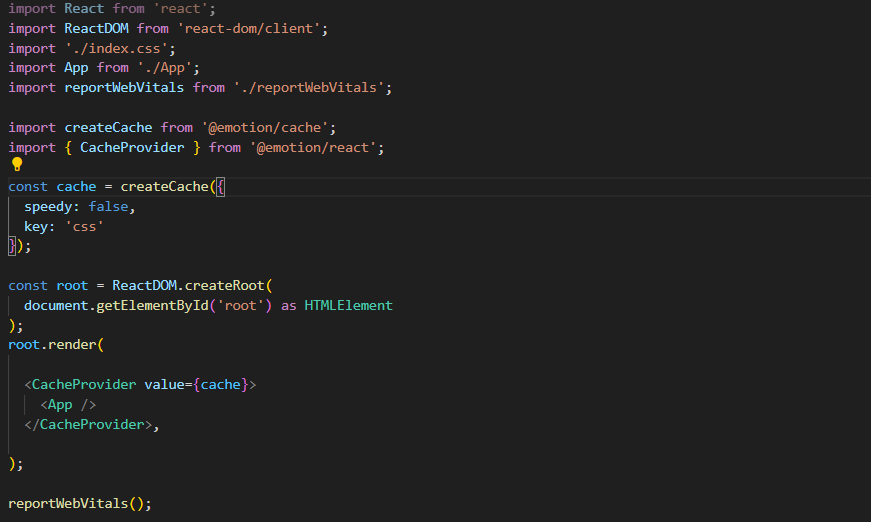 import React from 'react';
import ReactDOM from 'react-dom/client';
import './index.css';
import App from './App';
import reportWebVitals from './reportWebVitals';
import createCache from '@emotion/cache';
import { CacheProvider } from '@emotion/react';
const cache = createCache({
  speedy: false,
  key: 'css'
});
const root = ReactDOM.createRoot(
  document.getElementById('root') as HTMLElement
);
root.render(
  <CacheProvider value={cache}>
    <App />
  </CacheProvider>,
);
reportWebVitals();